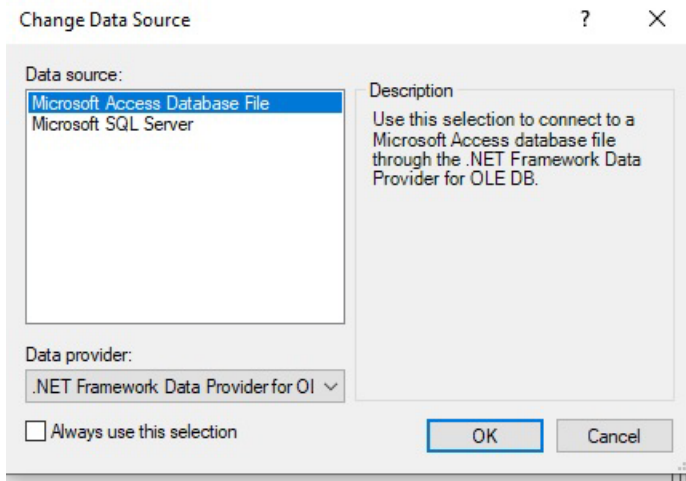 Change Data Source
?
Data source:
Microsoft Access Database File
Microsoft SQL Server
Description
Use this selection to connect to a
Microsoft Access database file
through the .NET Framework Data
Provider for OLE DB.
Data provider:
.NET Framework Data Provider for Ol
Always use this selection
OK
Cancel